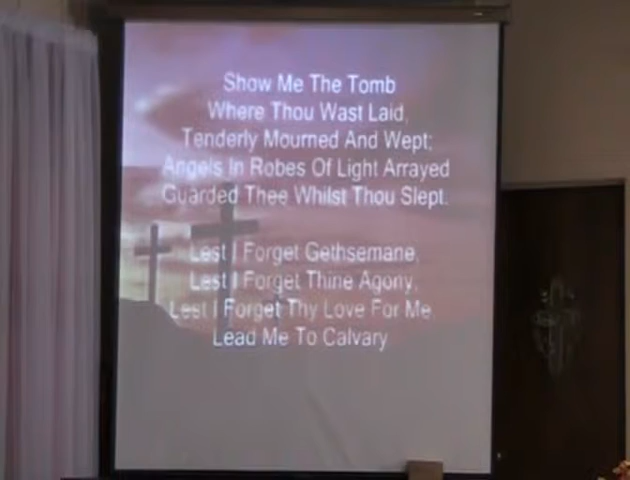 Show Me The Tomb
Where Thou Wast Laid,
Tenderly Mourned And Wept;
Angels In Robes Of Light Arrayed
Guarded Thee Whilst Thou Slept.
Lest I Forget Gethsemane,
Lest I Forget Thine Agony,
Lest I Forget Thy Love For Me,
Lead Me To Calvary